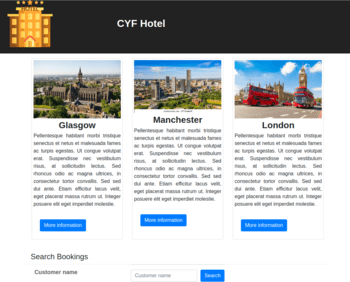 HOTEL
CYF Hotel
Glasgow
Pellentesque habitant morbi tristique
senectus et netus et malesuada fames
ac turpis egestas. Ut congue volutpat
erat. Suspendisse nec vestibulum
risus, at sollicitudin lectus. Sed
rhoncus odio ac magna ultrices, in
consectetur tortor convallis. Sed sed
dui ante. Etiam efficitur lacus velit,
eget placerat massa rutrum ut. Integer
posuere elit eget imperdiet molestie.
More information
Manchester
Pellentesque habitant morbi tristique
senectus et netus et malesuada fames
ac turpis egestas. Ut congue volutpat
erat. Suspendisse nec vestibulum
risus, at sollicitudin lectus. Sed
rhoncus odio ac magna ultrices, in
consectetur tortor convallis. Sed sed
dui ante. Etiam efficitur lacus velit,
eget placerat massa rutrum ut. Integer
posuere elit eget imperdiet molestie.
More information
London
Pellentesque habitant morbi tristique
senectus et netus et malesuada fames
ac turpis egestas. Ut congue volutpat
erat. Suspendisse nec vestibulum
risus, at sollicitudin lectus. Sed
rhoncus odio ac magna ultrices, in
consectetur tortor convallis. Sed sed
dui ante. Etiam efficitur lacus velit,
eget placerat massa rutrum ut. Integer
posuere elit eget imperdiet molestie.
More information
Search Bookings
Customer name
Customer name
Search